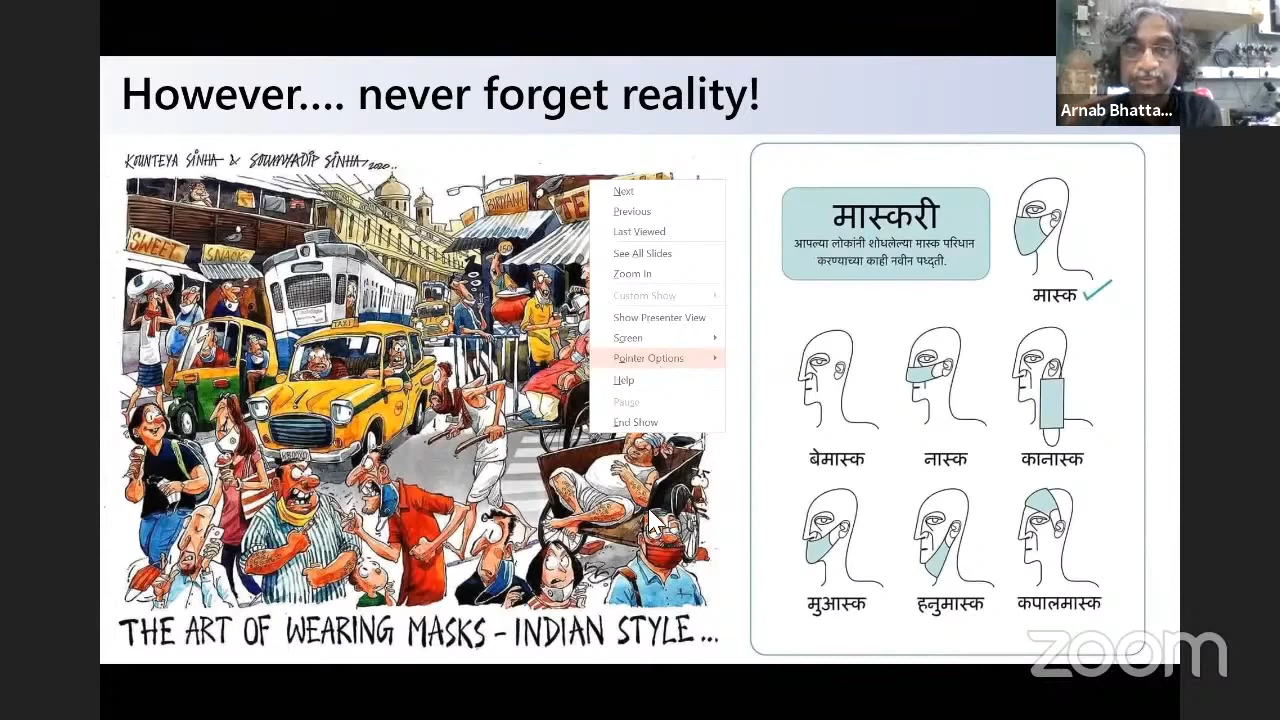 However.... never forget reality!
Arnab Bhatta...
KOUNTEYA SINHA & SOUMYADIP SINHA 2020..
SWEET
SNACKS
BIRYANI
TE
TAXI
THE ART OF WEARING MASKS - INDIAN STYLE...
Next
Previous
Last Viewed
See All Slides
Zoom In
Custom Show
Show Presenter View
Screen
Pointer Options
Help
Pause
End Show
मास्करी
आपल्या लोकांनी शोधलेल्या मास्क परिधान
करण्याच्या काही नवीन पध्दती.
मास्क
बेमास्क
नास्क
कानास्क
मुआस्क
हनुमास्क
कपालमास्क
zoom